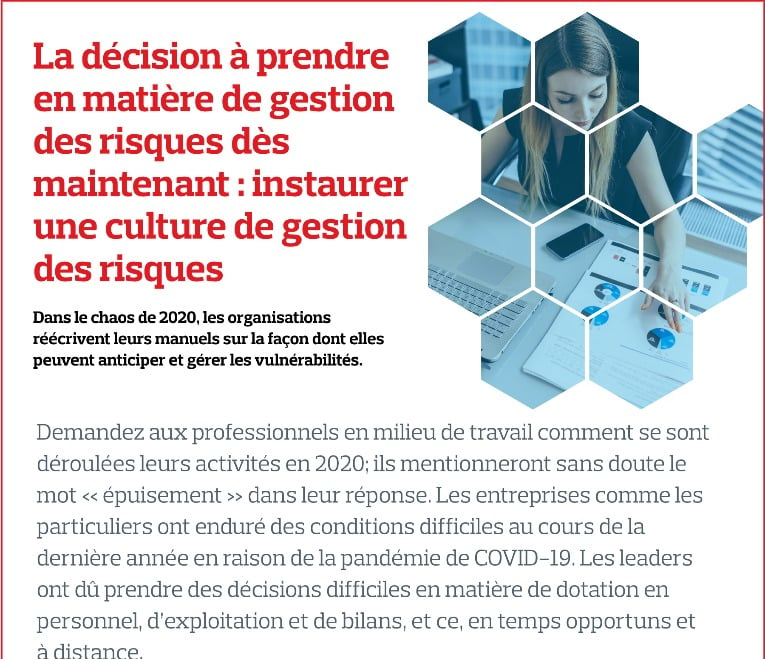 La décision à prendre
en matière de gestion
des risques dès
maintenant : instaurer
une culture de gestion
des risques
Dans le chaos de 2020, les organisations
réécrivent leurs manuels sur la façon dont elles
peuvent anticiper et gérer les vulnérabilités.
Demandez aux professionnels en milieu de travail comment se sont
déroulées leurs activités en 2020; ils mentionneront sans doute le
mot << épuisement >> dans leur réponse. Les entreprises comme les
particuliers ont enduré des conditions difficiles au cours de la
dernière année en raison de la pandémie de COVID–19. Les leaders
ont dû prendre des décisions difficiles en matière de dotation en
personnel, d’exploitation et de bilans, et ce, en temps opportuns et
à distance.